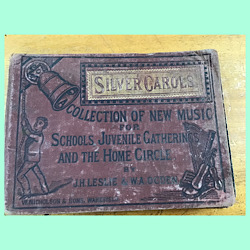 SILVER CAROLS
COLLECTION OF NEW MUSIC
FOR
SCHOOLS JUVENILE GATHERINGS
AND THE HOME CIRCLE
BY
J.H. LESLIE & W.A. OGDEN